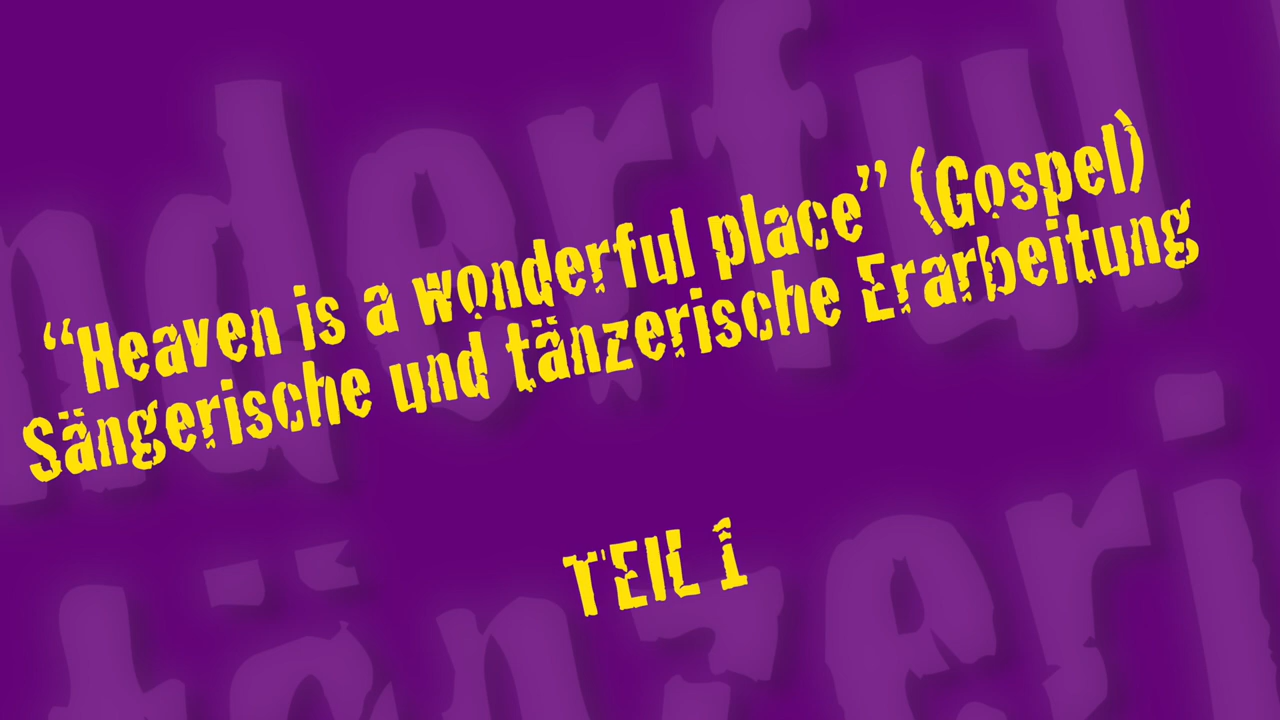 “Heaven is a wonderful place” (Gospel)
Sängerische und tänzerische Erarbeitung
TEIL 1